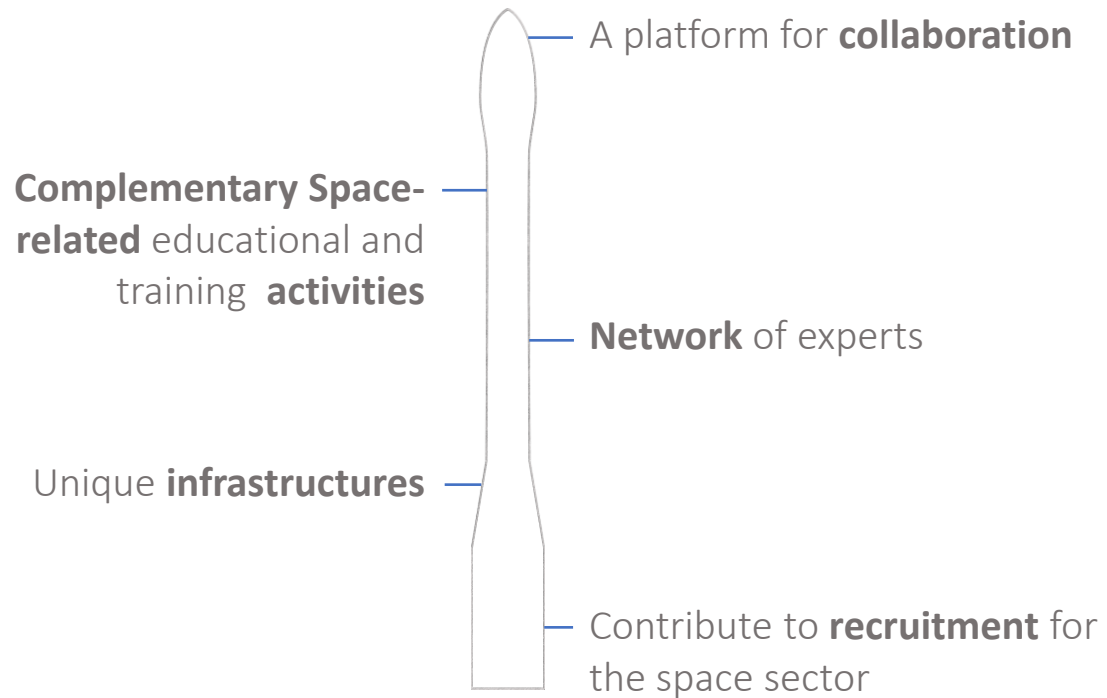 A platform for collaboration
Complementary Space-
related educational and
training activities
Network of experts
Unique infrastructures
Contribute to recruitment for
the space sector